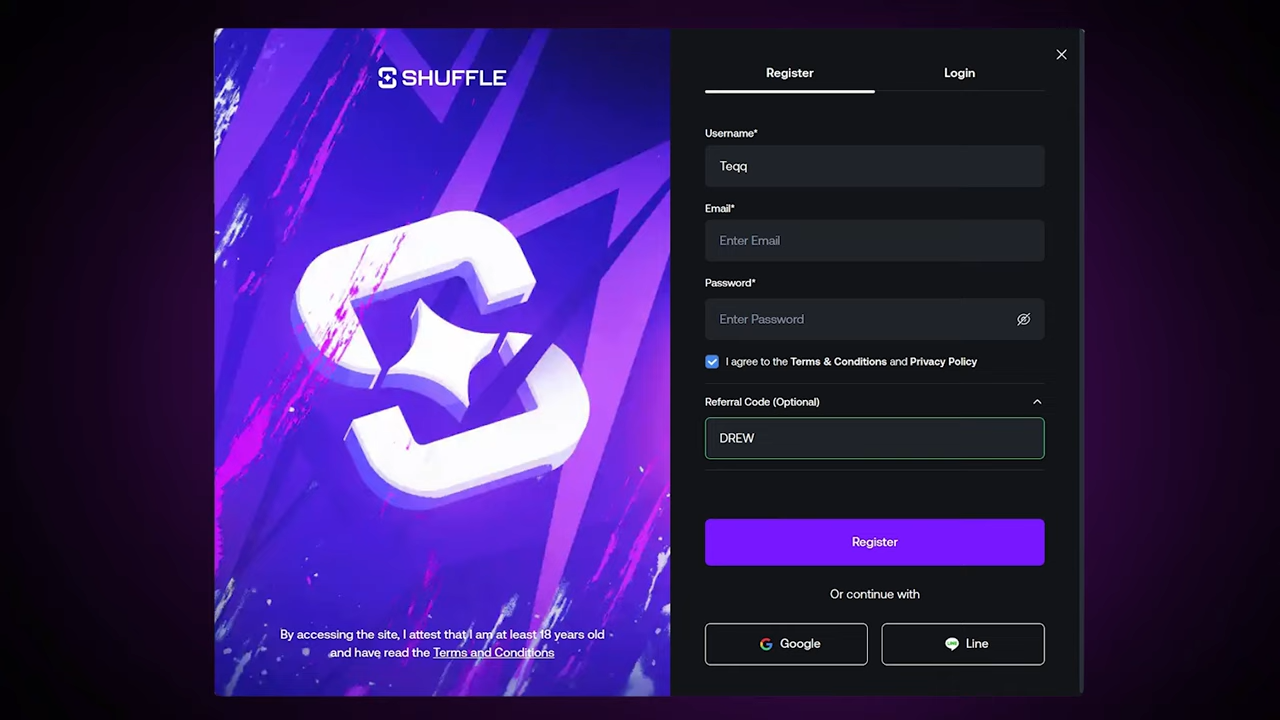 SHUFFLE
By accessing the site, I attest that I am at least 18 years old
and have read the Terms and Conditions
Register
Login
Username*
Teqq
Email*
Enter Email
Password*
Enter Password
I agree to the Terms & Conditions and Privacy Policy
Referral Code (Optional)
DREW
Register
Or continue with
Google
LINE Line